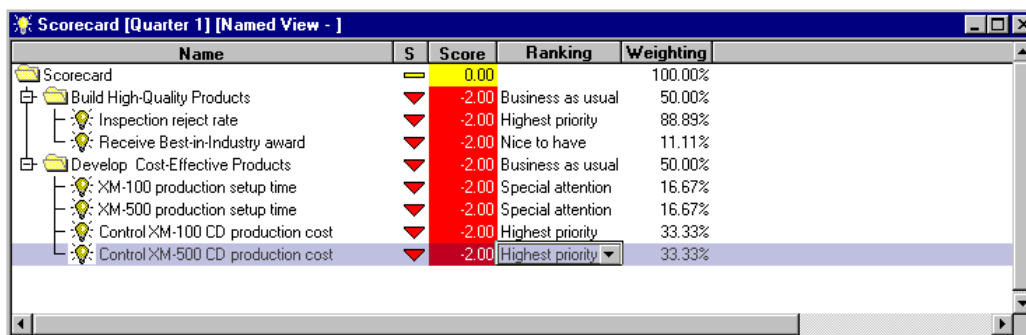 Scorecard [Quarter 1] [Named View - ]
Name S Score Ranking Weighting
Scorecard 0.00 100.00%
Build High-Quality Products -2.00 Business as usual 50.00%
Inspection reject rate -2.00 Highest priority 88.89%
Receive Best-in-Industry award -2.00 Nice to have 11.11%
Develop Cost-Effective Products -2.00 Business as usual 50.00%
XM-100 production setup time -2.00 Special attention 16.67%
XM-500 production setup time -2.00 Special attention 16.67%
Control XM-100 CD production cost -2.00 Highest priority 33.33%
Control XM-500 CD production cost -2.00 Highest priority 33.33%